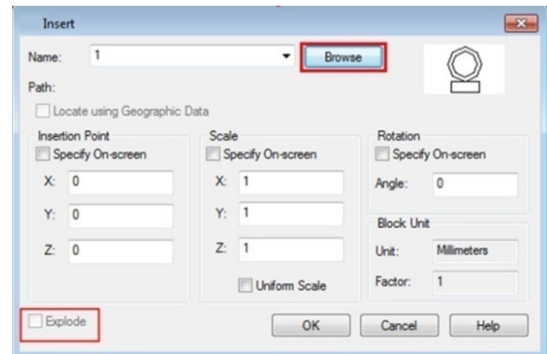 Insert
Name: 1 Browse
Path:
Locate using Geographic Data
Insertion Point
Specify On-screen
X: 0
Y: 0
Z: 0
Scale
Specify On-screen
X: 1
Y: 1
Z: 1
Uniform Scale
Rotation
Specify On-screen
Angle: 0
Block Unit
Unit: Millimeters
Factor: 1
Explode
OK Cancel Help